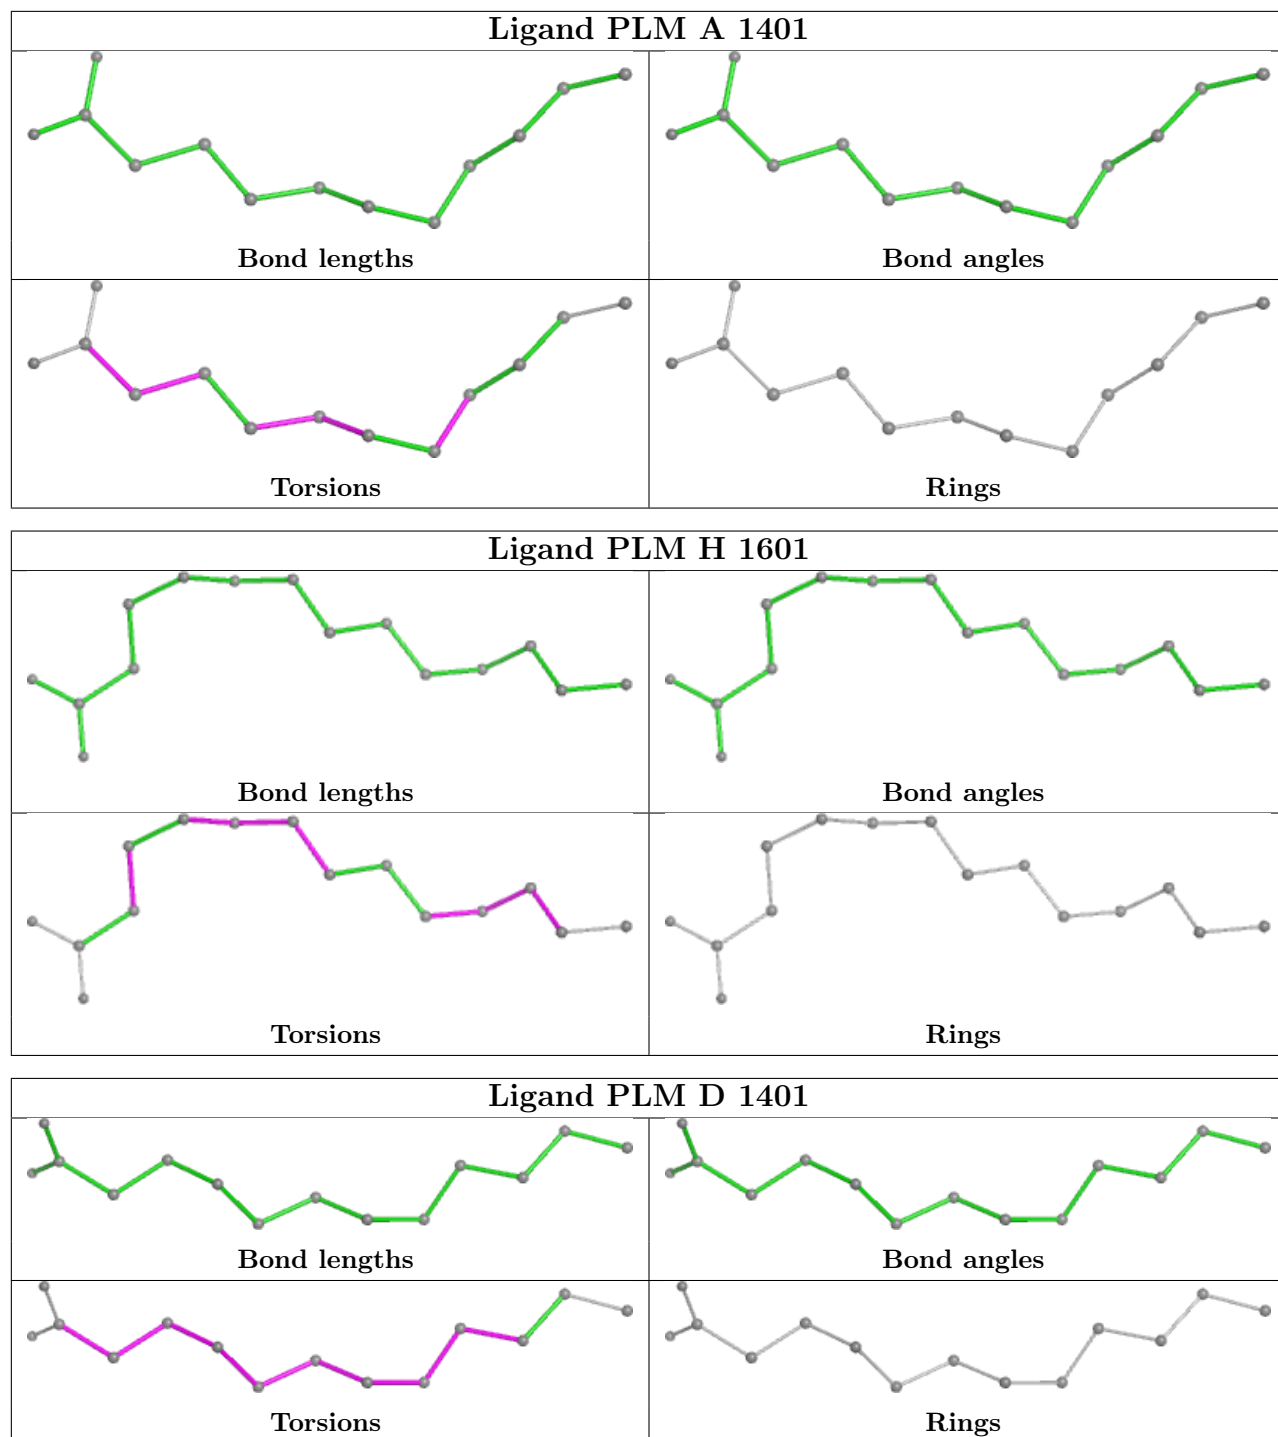 Ligand PLM A 1401
Bond lengths
Bond angles
Torsions
Rings
Ligand PLM H 1601
Bond lengths
Bond angles
Torsions
Rings
Ligand PLM D 1401
Bond lengths
Bond angles
Torsions
Rings